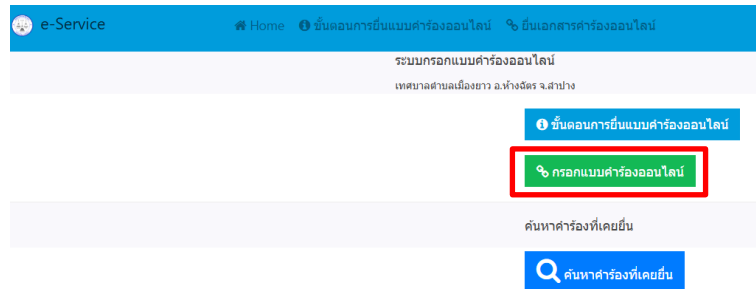 e-Service Home ขั้นตอนการยื่นแบบคำร้องออนไลน์ ยื่นเอกสารคำร้องออนไลน์
ระบบกรอกแบบคำร้องออนไลน์
เทศบาลตำบลเมืองยาว อ.ห้างฉัตร จ.ลำปาง
ขั้นตอนการยื่นแบบคำร้องออนไลน์
กรอกแบบคำร้องออนไลน์
ค้นหาคำร้องที่เคยยื่น
ค้นหาคำร้องที่เคยยื่น